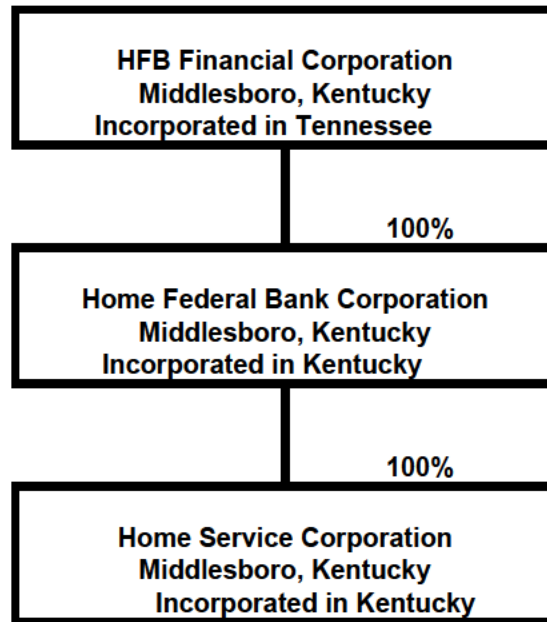 HFB Financial Corporation
Middlesboro, Kentucky
Incorporated in Tennessee
100%
Home Federal Bank Corporation
Middlesboro, Kentucky
Incorporated in Kentucky
100%
Home Service Corporation
Middlesboro, Kentucky
Incorporated in Kentucky